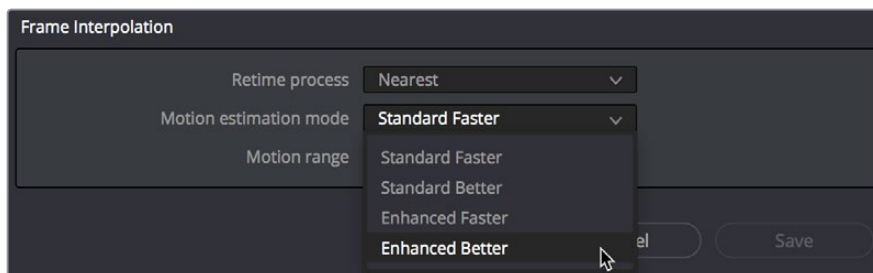 Frame Interpolation
Retime process Nearest
Motion estimation mode Standard Faster
Motion range Standard Faster
Standard Better
Enhanced Faster
Enhanced Better
Save